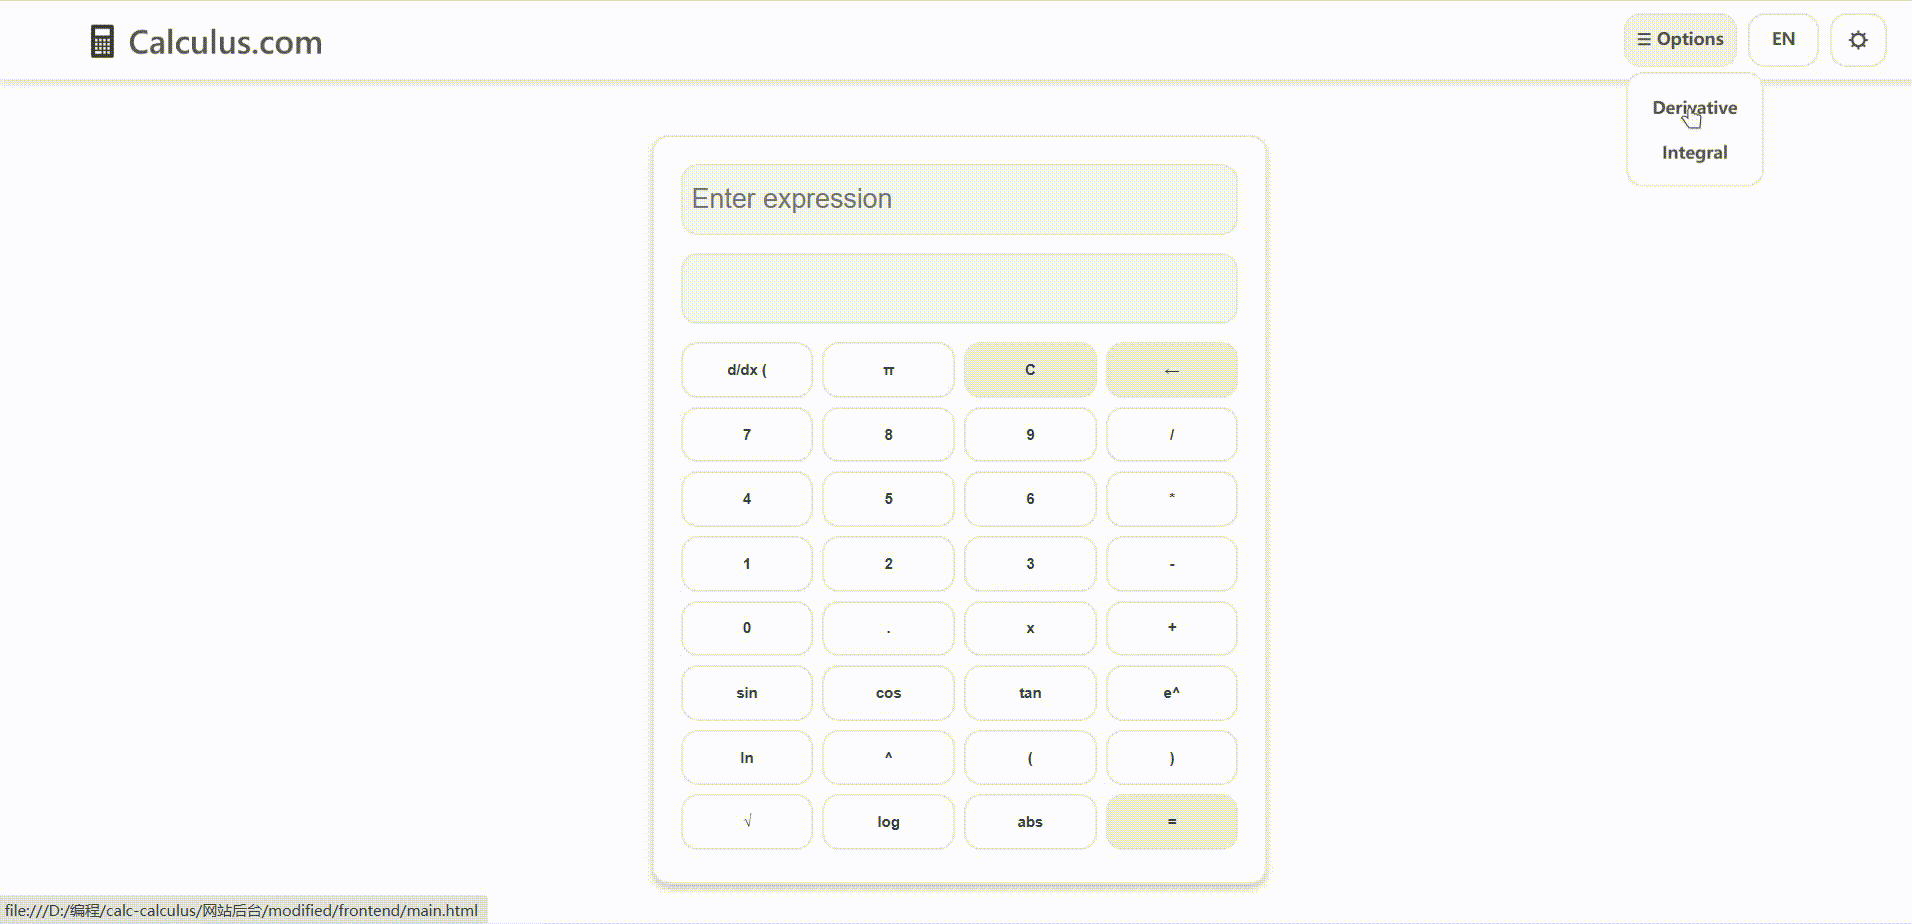 Calculus.com
☰ Options
EN
Derivative
Integral
Enter expression
d/dx ( π C ←
7 8 9 /
4 5 6 *
1 2 3 -
0 . x +
sin cos tan e^
ln ^ ( )
√ log abs =
file:///D:/编程/calc-calculus/网站后台/modified/frontend/main.html